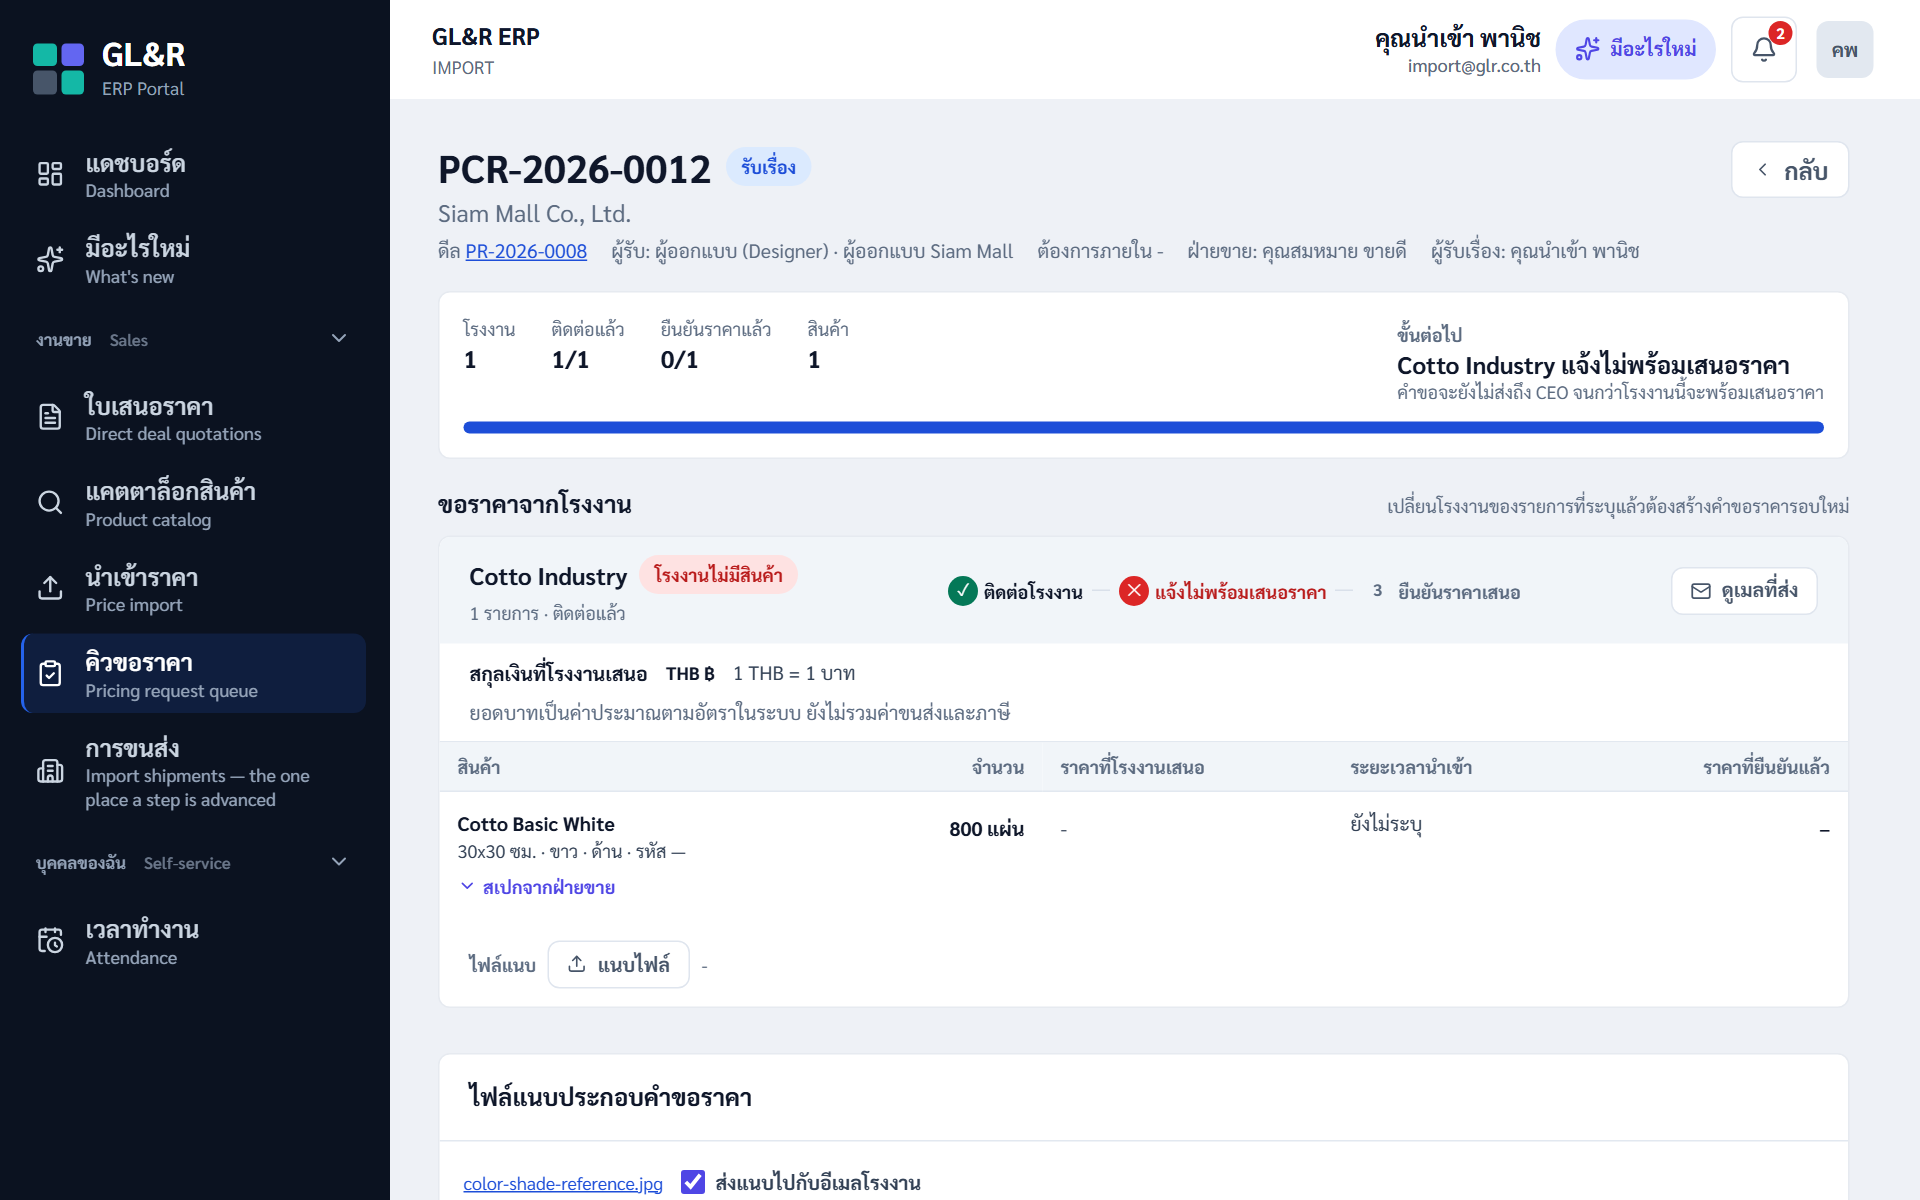 GL&R
ERP Portal
แดชบอร์ด
Dashboard
มีอะไรใหม่
What's new
งานขาย Sales
ใบเสนอราคา
Direct deal quotations
แคตตาล็อกสินค้า
Product catalog
นำเข้าราคา
Price import
คิวขอราคา
Pricing request queue
การขนส่ง
Import shipments — the one
place a step is advanced
บุคคลของฉัน Self-service
เวลาทำงาน
Attendance
GL&R ERP
IMPORT
คุณนำเข้า พานิช
import@glr.co.th
มีอะไรใหม่
2
คพ
PCR-2026-0012 รับเรื่อง
กลับ
Siam Mall Co., Ltd.
ดีล PR-2026-0008 ผู้รับ: ผู้ออกแบบ (Designer) · ผู้ออกแบบ Siam Mall ต้องการภายใน - ฝ่ายขาย: คุณสมหมาย ขายดี ผู้รับเรื่อง: คุณนำเข้า พานิช
โรงงาน ติดต่อแล้ว ยืนยันราคาแล้ว สินค้า
1 1/1 0/1 1
ขั้นต่อไป
Cotto Industry แจ้งไม่พร้อมเสนอราคา
คำขอจะยังไม่ส่งถึง CEO จนกว่าโรงงานนี้จะพร้อมเสนอราคา
ขอราคาจากโรงงาน
เปลี่ยนโรงงานของรายการที่ระบุแล้วต้องสร้างคำขอราคารอบใหม่
Cotto Industry โรงงานไม่มีสินค้า
1 รายการ · ติดต่อแล้ว
ติดต่อโรงงาน แจ้งไม่พร้อมเสนอราคา 3 ยืนยันราคาเสนอ
ดูเมลที่ส่ง
สกุลเงินที่โรงงานเสนอ THB ฿ 1 THB = 1 บาท
ยอดบาทเป็นค่าประมาณตามอัตราในระบบ ยังไม่รวมค่าขนส่งและภาษี
สินค้า จำนวน ราคาที่โรงงานเสนอ ระยะเวลานำเข้า ราคาที่ยืนยันแล้ว
Cotto Basic White 800 แผ่น - ยังไม่ระบุ –
30x30 ซม. · ขาว · ด้าน · รหัส —
สเปกจากฝ่ายขาย
ไฟล์แนบ แนบไฟล์ -
ไฟล์แนบประกอบคำขอราคา
color-shade-reference.jpg ส่งแนบไปกับอีเมลโรงงาน